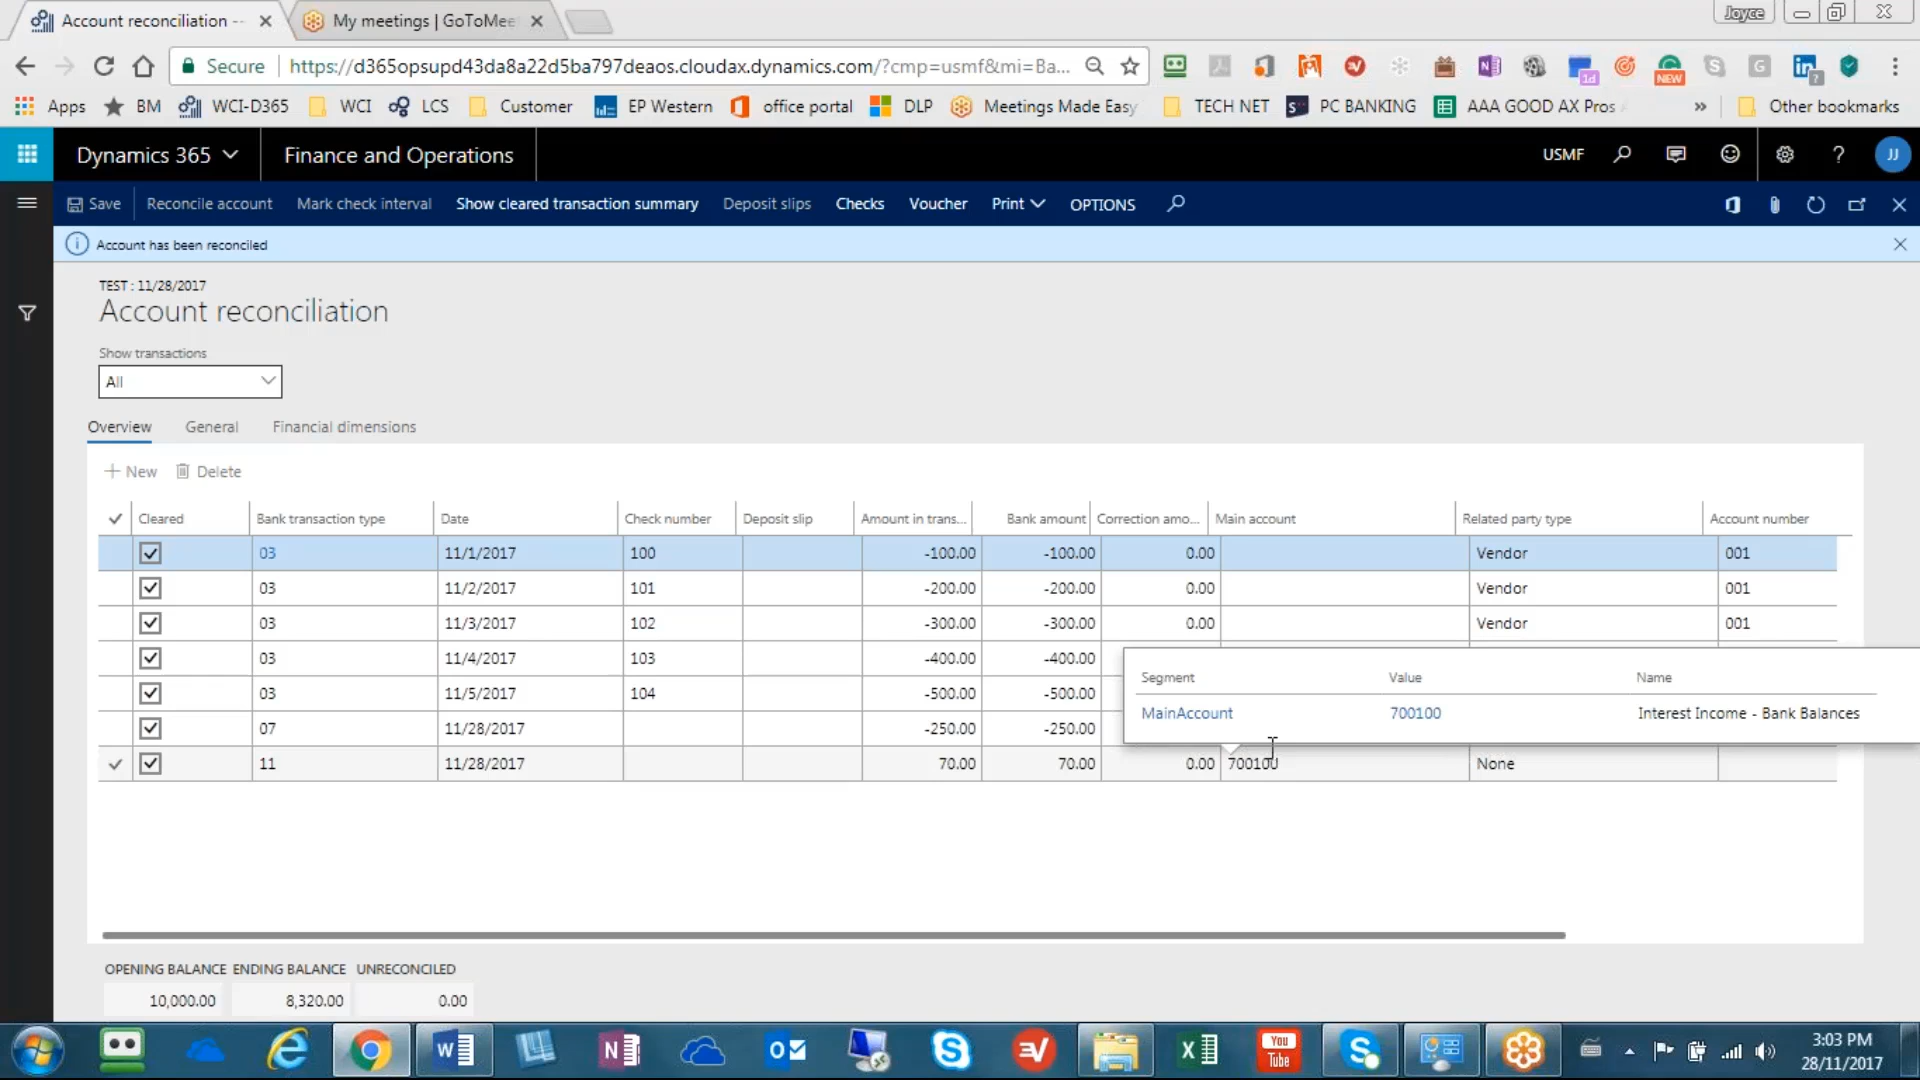 Account reconciliation --
My meetings | GoToMee
Joyce
Secure
https://d365opsupd43da8a22d5ba797deaos.cloudax.dynamics.com/?cmp=usmf&mi=Ba...
Apps BM WCI-D365 WCI LCS Customer EP Western office portal DLP Meetings Made Easy TECH NET PC BANKING AAA GOOD AX Pros » Other bookmarks
Dynamics 365 Finance and Operations USMF ? JJ
Save Reconcile account Mark check interval Show cleared transaction summary Deposit slips Checks Voucher Print OPTIONS
Account has been reconciled
TEST : 11/28/2017
Account reconciliation
Show transactions
All
Overview General Financial dimensions
New Delete
Cleared Bank transaction type Date Check number Deposit slip Amount in trans... Bank amount Correction amo... Main account Related party type Account number
03 11/1/2017 100 -100.00 -100.00 0.00 Vendor 001
03 11/2/2017 101 -200.00 -200.00 0.00 Vendor 001
03 11/3/2017 102 -300.00 -300.00 0.00 Vendor 001
03 11/4/2017 103 -400.00 -400.00
03 11/5/2017 104 -500.00 -500.00
07 11/28/2017 -250.00 -250.00
Segment Value Name
MainAccount 700100 Interest Income - Bank Balances
11 11/28/2017 70.00 70.00 0.00 700100 None
OPENING BALANCE ENDING BALANCE UNRECONCILED
10,000.00 8,320.00 0.00
3:03 PM
28/11/2017
NEW
1d
You
Tube